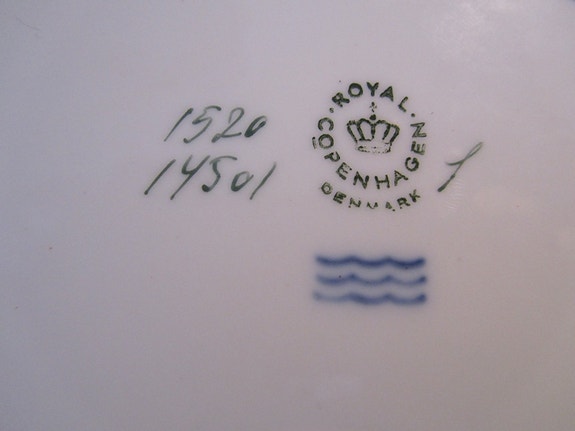 1520
14501
ROYAL.
COPENHAGEN
DENMARK